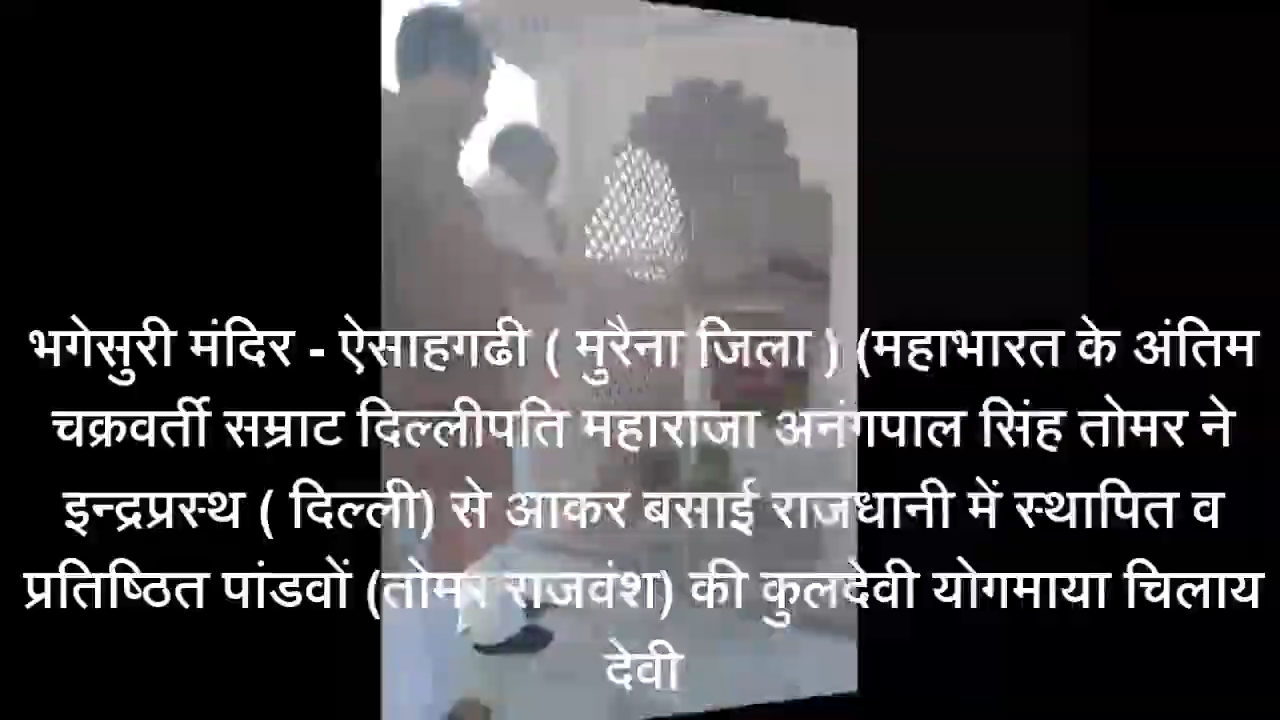 भगेसुरी मंदिर - ऐसाहगढी ( मुरैना जिला ) (महाभारत के अंतिम
चक्रवर्ती सम्राट दिल्लीपति महाराजा अनंगपाल सिंह तोमर ने
इन्द्रप्रस्थ ( दिल्ली) से आकर बसाई राजधानी में स्थापित व
प्रतिष्ठित पांडवों (तोमर राजवंश) की कुलदेवी योगमाया चिलाय
देवी